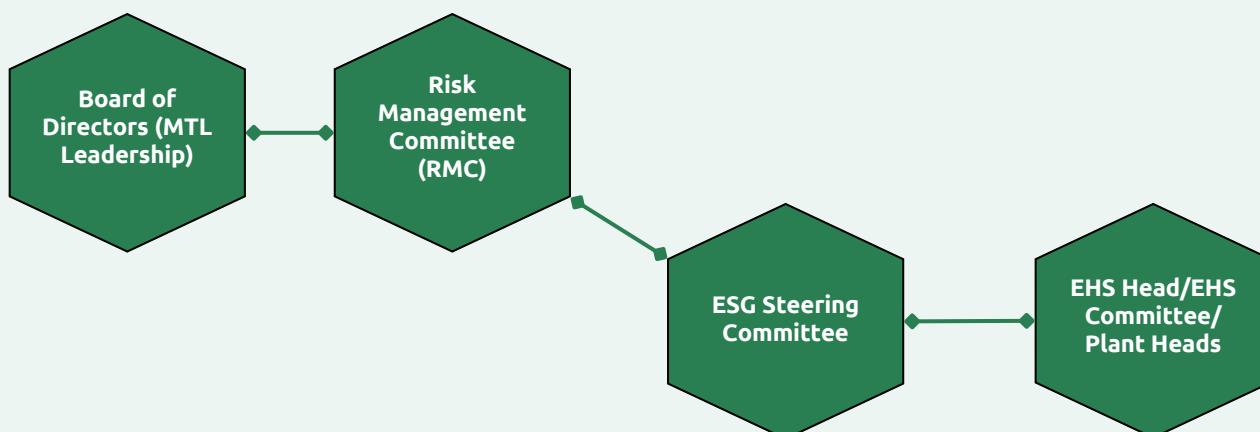 Board of
Directors (MTL
Leadership)
Risk
Management
Committee
(RMC)
ESG Steering
Committee
EHS Head/EHS
Committee/
Plant Heads